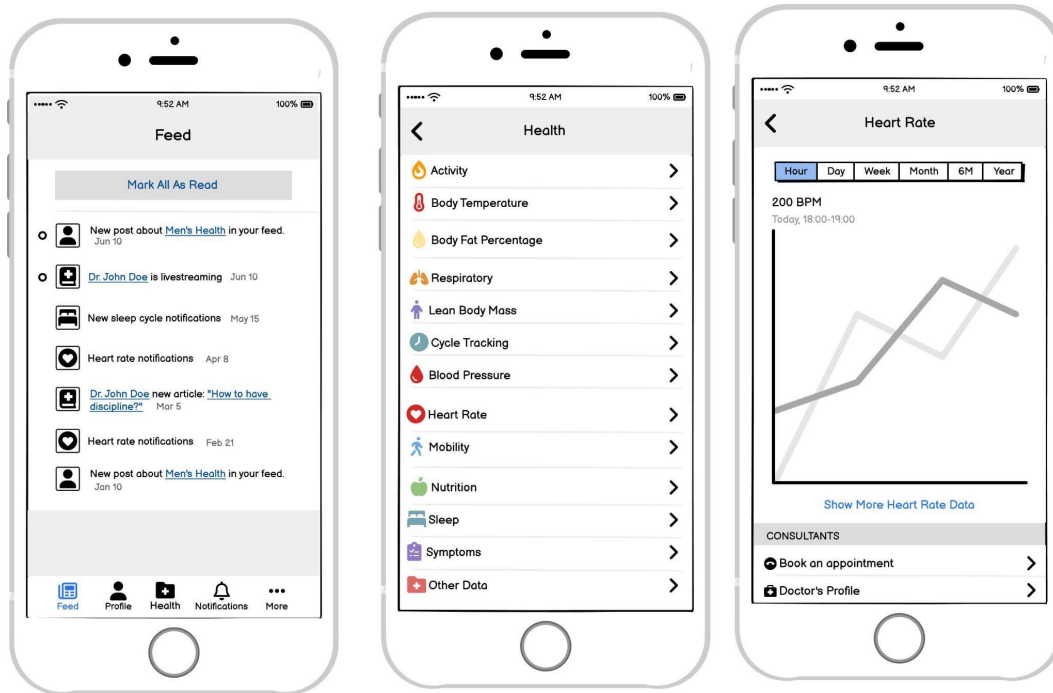 9:52 AM 100%
Feed
Mark All As Read
New post about Men's Health in your feed.
Jun 10
Dr. John Doe is livestreaming Jun 10
New sleep cycle notifications May 15
Heart rate notifications Apr 8
Dr. John Doe new article: "How to have
discipline?" Mar 5
Heart rate notifications Feb 21
New post about Men's Health in your feed.
Jan 10
Feed Profile Health Notifications More
9:52 AM 100%
Health
Activity
Body Temperature
Body Fat Percentage
Respiratory
Lean Body Mass
Cycle Tracking
Blood Pressure
Heart Rate
Mobility
Nutrition
Sleep
Symptoms
Other Data
9:52 AM 100%
Heart Rate
Hour Day Week Month 6M Year
200 BPM
Today, 18:00-19:00
Show More Heart Rate Data
CONSULTANTS
Book an appointment
Doctor's Profile